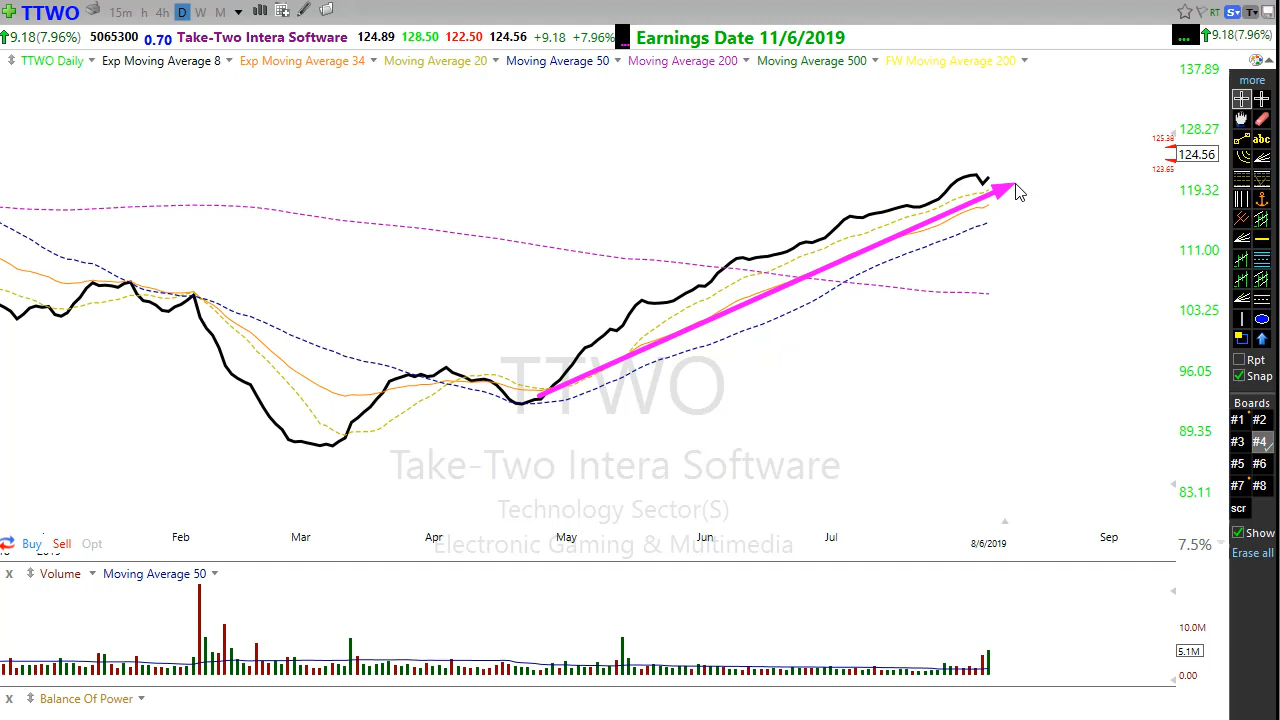 TTWO 15m h 4h D W M RT S T
9.18(7.96%) 5065300 0.70 Take-Two Intera Software 124.89 128.50 122.50 124.56 +9.18 +7.96% ... Earnings Date 11/6/2019 ... 9.18(7.96%)
TTWO Daily Exp Moving Average 8 Exp Moving Average 34 Moving Average 20 Moving Average 50 Moving Average 200 Moving Average 500 FW Moving Average 200
137.89
128.27
125.38
124.56
123.65
119.32
111.00
103.25
96.05
89.35
83.11
7.5%
TTWO
Take-Two Intera Software
Technology Sector(S)
Electronic Gaming & Multimedia
Feb Mar Apr May Jun Jul 8/6/2019 Sep
Buy Sell Opt
X Volume Moving Average 50
10.0M
5.1M
0.00
X Balance Of Power
more
abc
Rpt
Snap
Boards
#1 #2
#3 #4
#5 #6
#7 #8
scr
Show
Erase all